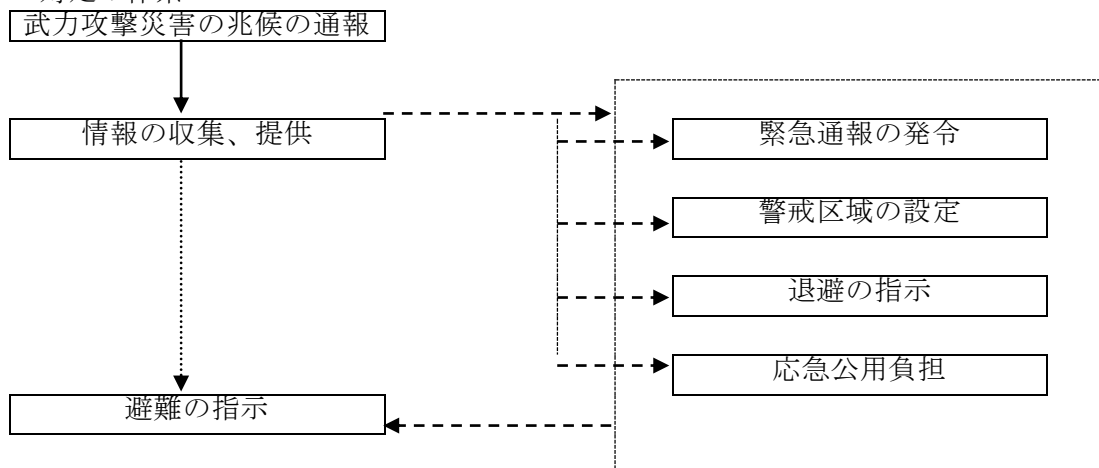 武力攻撃災害の兆候の通報
情報の収集、提供
緊急通報の発令
警戒区域の設定
退避の指示
応急公用負担
避難の指示